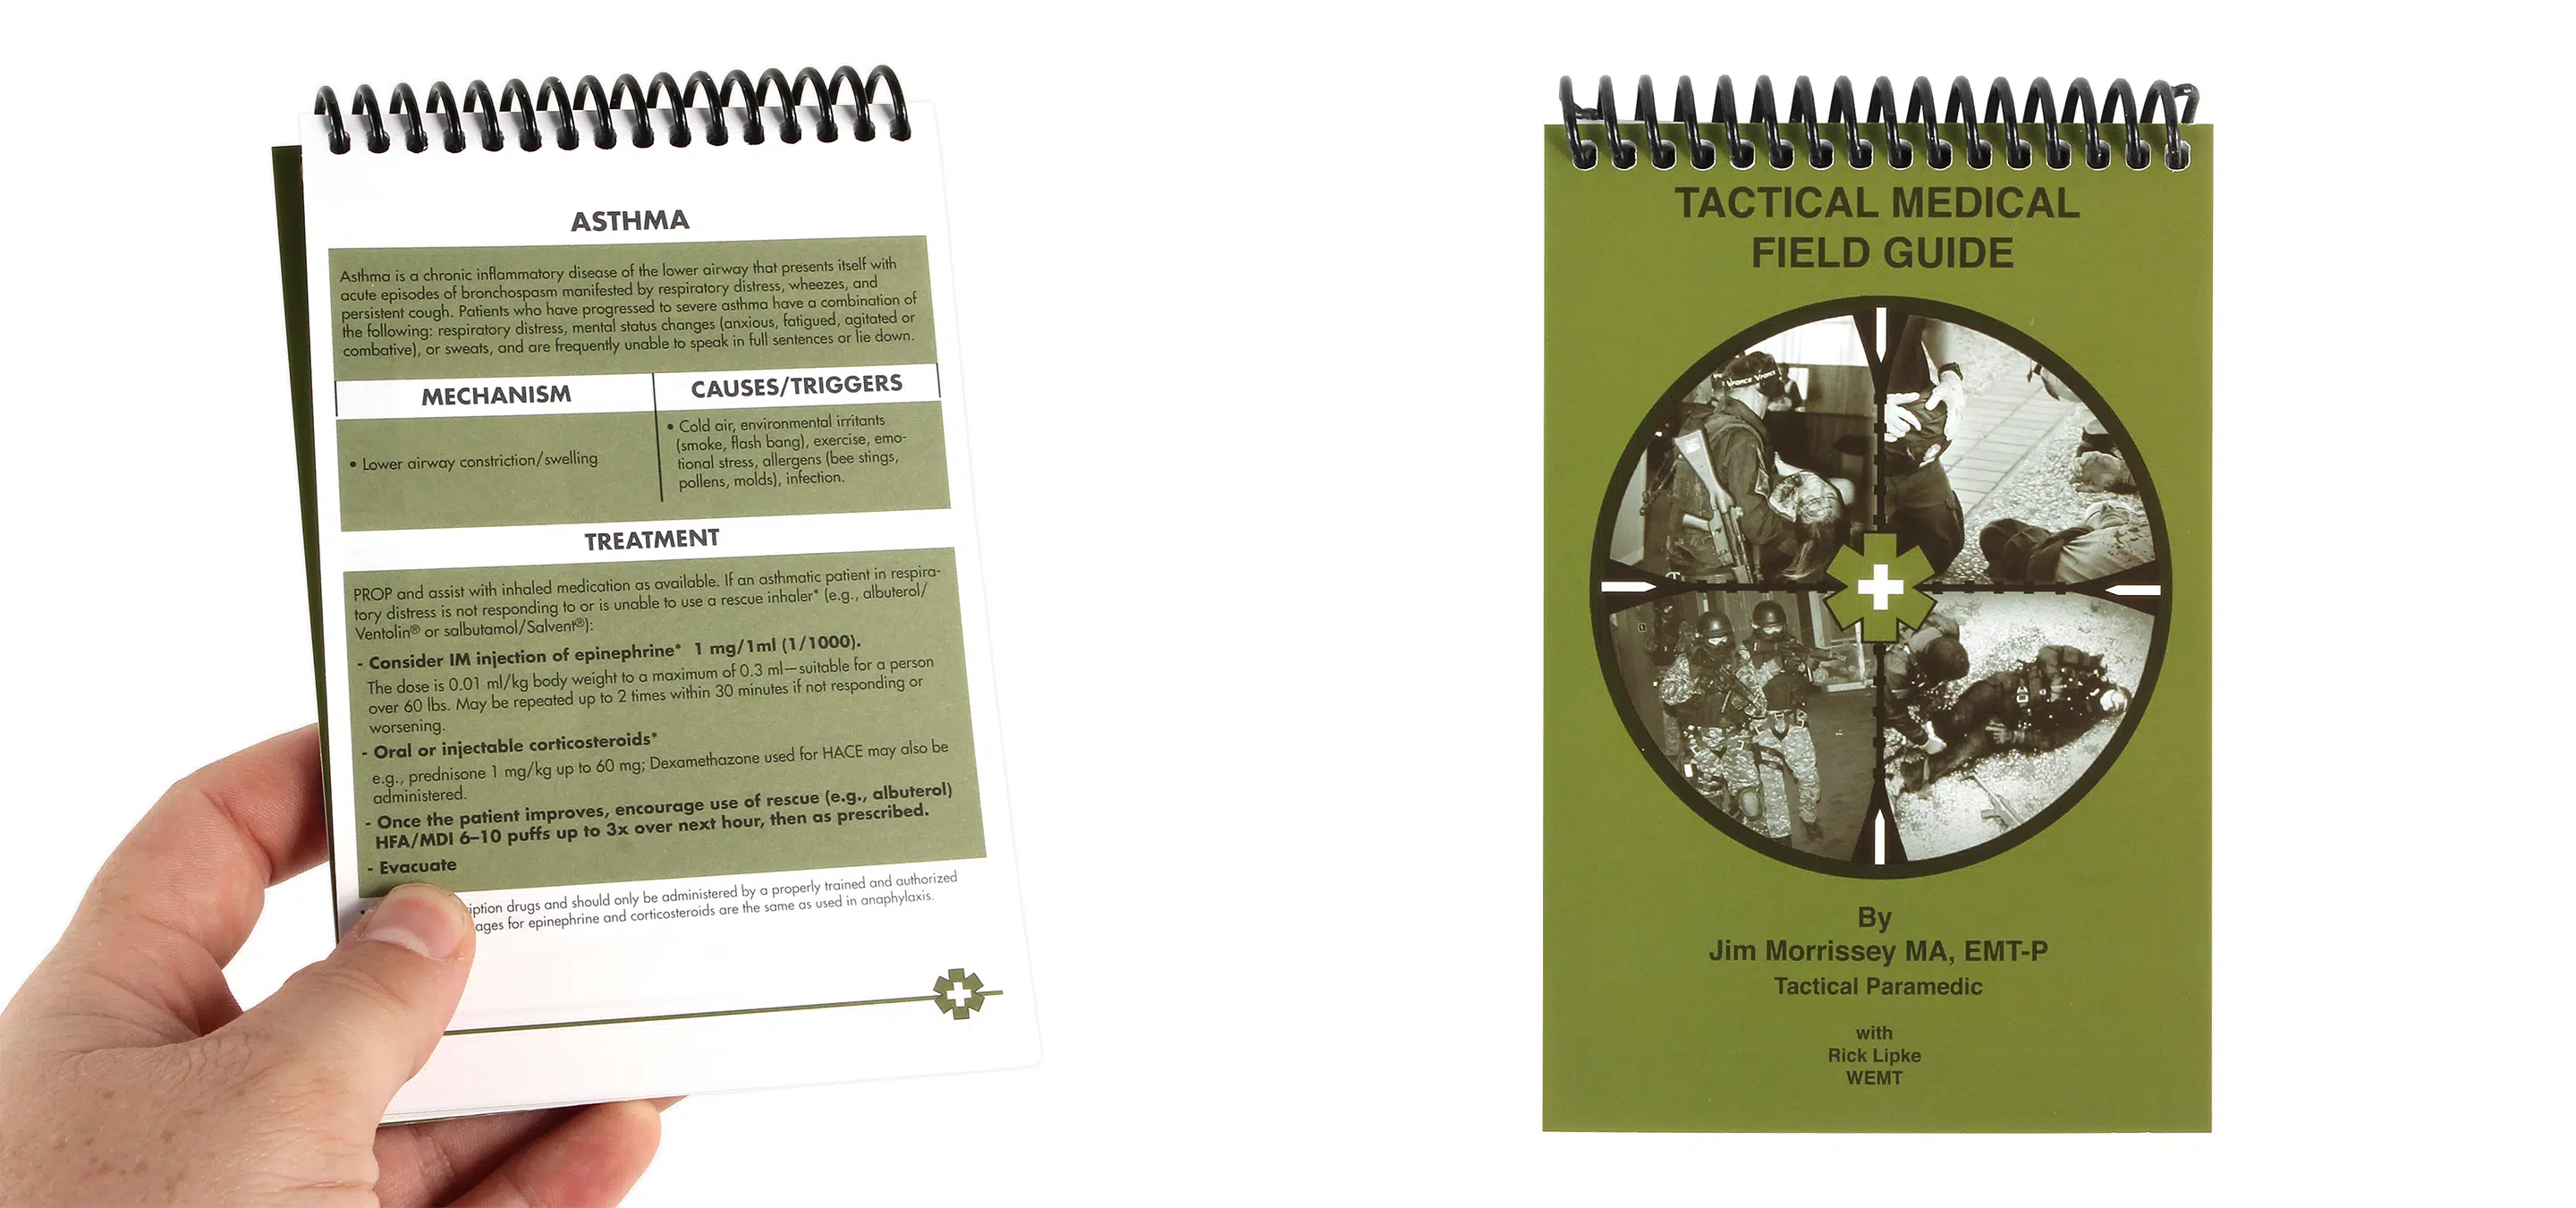 ASTHMA
Asthma is a chronic inflammatory disease of the lower airway that presents itself with
acute episodes of bronchospasm manifested by respiratory distress, wheezes, and
persistent cough. Patients who have progressed to severe asthma have a combination of
the following: respiratory distress, mental status changes (anxious, fatigued, agitated or
combative), or sweats, and are frequently unable to speak in full sentences or lie down.
MECHANISM
• Lower airway constriction/swelling
CAUSES/TRIGGERS
• Cold air, environmental irritants
(smoke, flash bang), exercise, emo-
tional stress, allergens (bee stings,
pollens, molds), infection.
TREATMENT
PROP and assist with inhaled medication as available. If an asthmatic patient in respira-
tory distress is not responding to or is unable to use a rescue inhaler* (e.g., albuterol/
Ventolin® or salbutamol/Salvent®):
- Consider IM injection of epinephrine* 1 mg/1ml (1/1000).
The dose is 0.01 ml/kg body weight to a maximum of 0.3 ml—suitable for a person
over 60 lbs. May be repeated up to 2 times within 30 minutes if not responding or
worsening.
- Oral or injectable corticosteroids*
e.g., prednisone 1 mg/kg up to 60 mg; Dexamethazone used for HACE may also be
administered.
- Once the patient improves, encourage use of rescue (e.g., albuterol)
HFA/MDI 6–10 puffs up to 3x over next hour, then as prescribed.
- Evacuate
iption drugs and should only be administered by a properly trained and authorized
ages for epinephrine and corticosteroids are the same as used in anaphylaxis.
TACTICAL MEDICAL
FIELD GUIDE
By
Jim Morrissey MA, EMT-P
Tactical Paramedic
with
Rick Lipke
WEMT